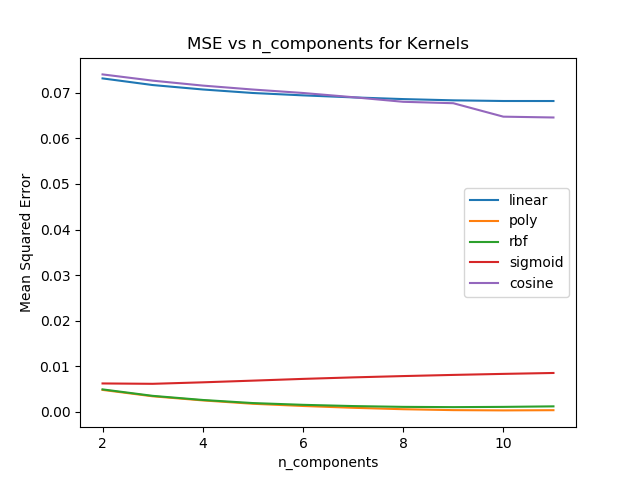 MSE vs n_components for Kernels
Mean Squared Error
0.07
0.06
0.05
0.04
0.03
0.02
0.01
0.00
linear
poly
rbf
sigmoid
cosine
2
4
6
8
10
n_components